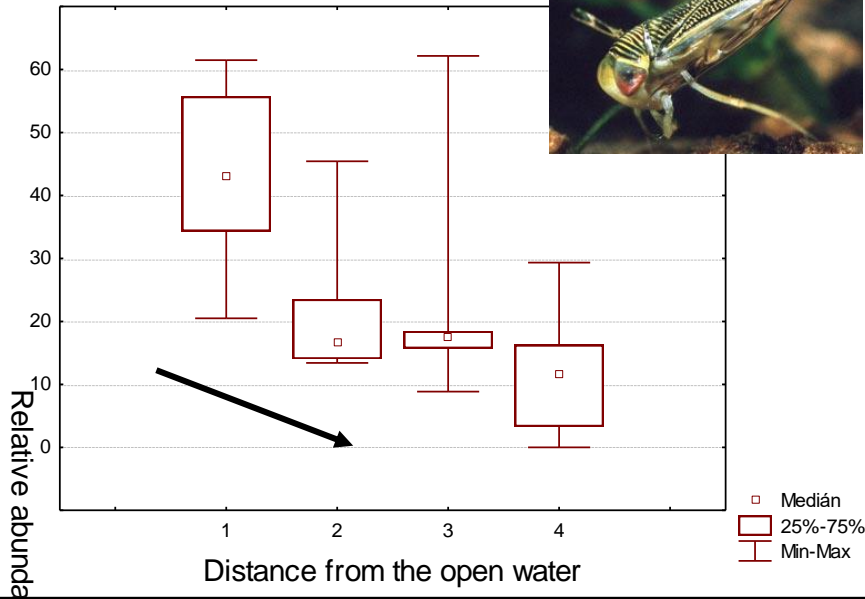 60
50
40
30
20
10
0
Relative abunda
1 2 3 4
Distance from the open water
Medián
25%-75%
Min-Max